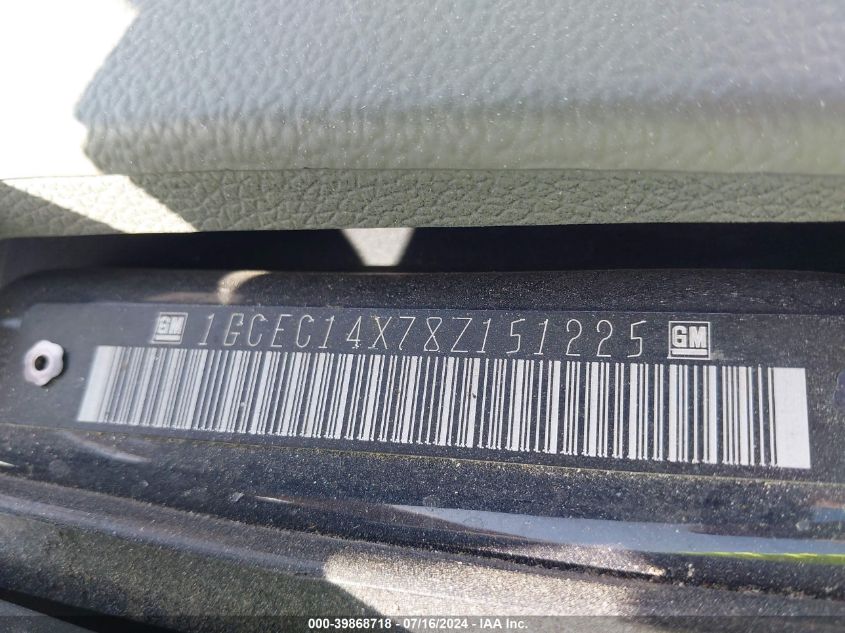 GM 1GCEC14X78Z151225 GM
000-39868718 - 07/16/2024 - IAA Inc.